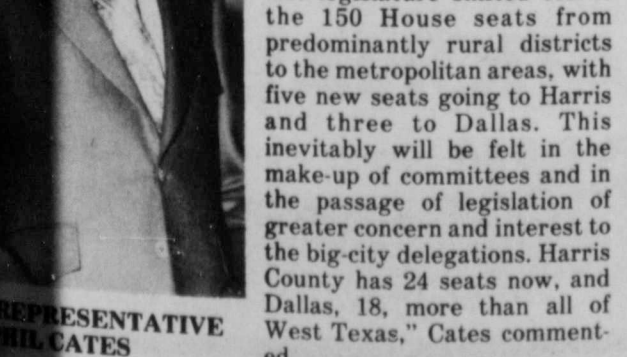 the 150 House seats from
predominantly rural districts
to the metropolitan areas, with
five new seats going to Harris
and three to Dallas. This
inevitably will be felt in the
make-up of committees and in
the passage of legislation of
greater concern and interest to
the big-city delegations. Harris
County has 24 seats now, and
Dallas, 18, more than all of
West Texas," Cates comment-
ed
REPRESENTATIVE
PHIL CATES